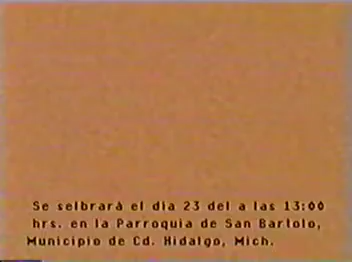 Se selbrará el dia 23 del a las 13:00
hrs. en la Parroquia de San Bartolo,
Municipio de Cd. Hidalgo, Mich.